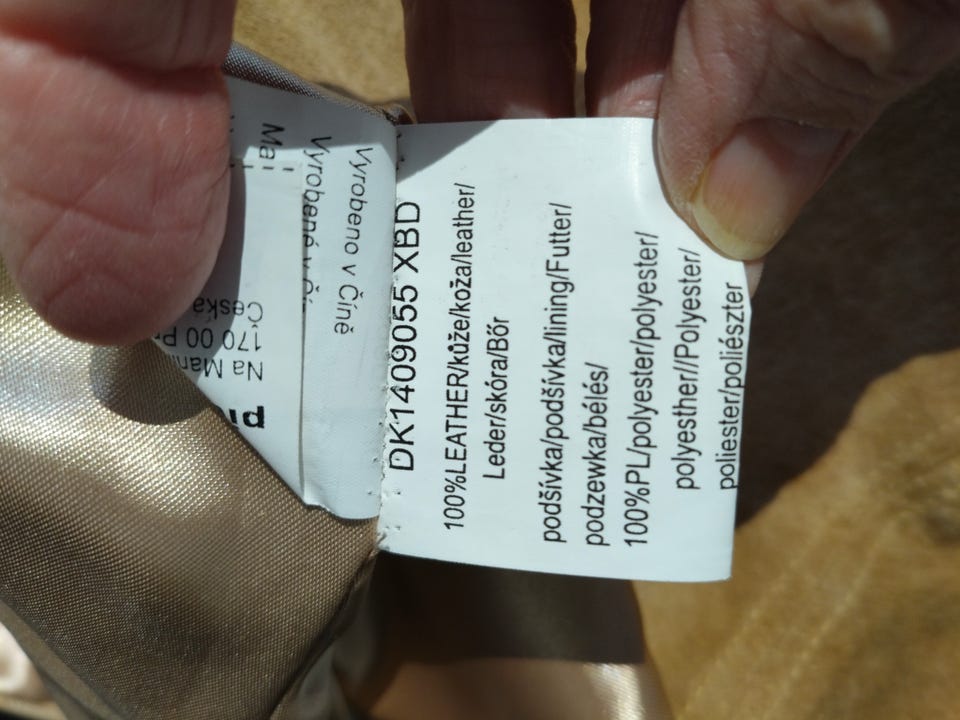 DK1409055 XBD
100%LEATHER/kůže/koža/leather/
Leder/skóra/Bőr
podšívka/podšívka/lining/Futter/
podzewka/bélés/
100%PL/polyester/polyester/
polyesther//Polyester/
poliester/poliészter
Vyrobeno v Číně
Vyrobené v
Na
170 00
Česká